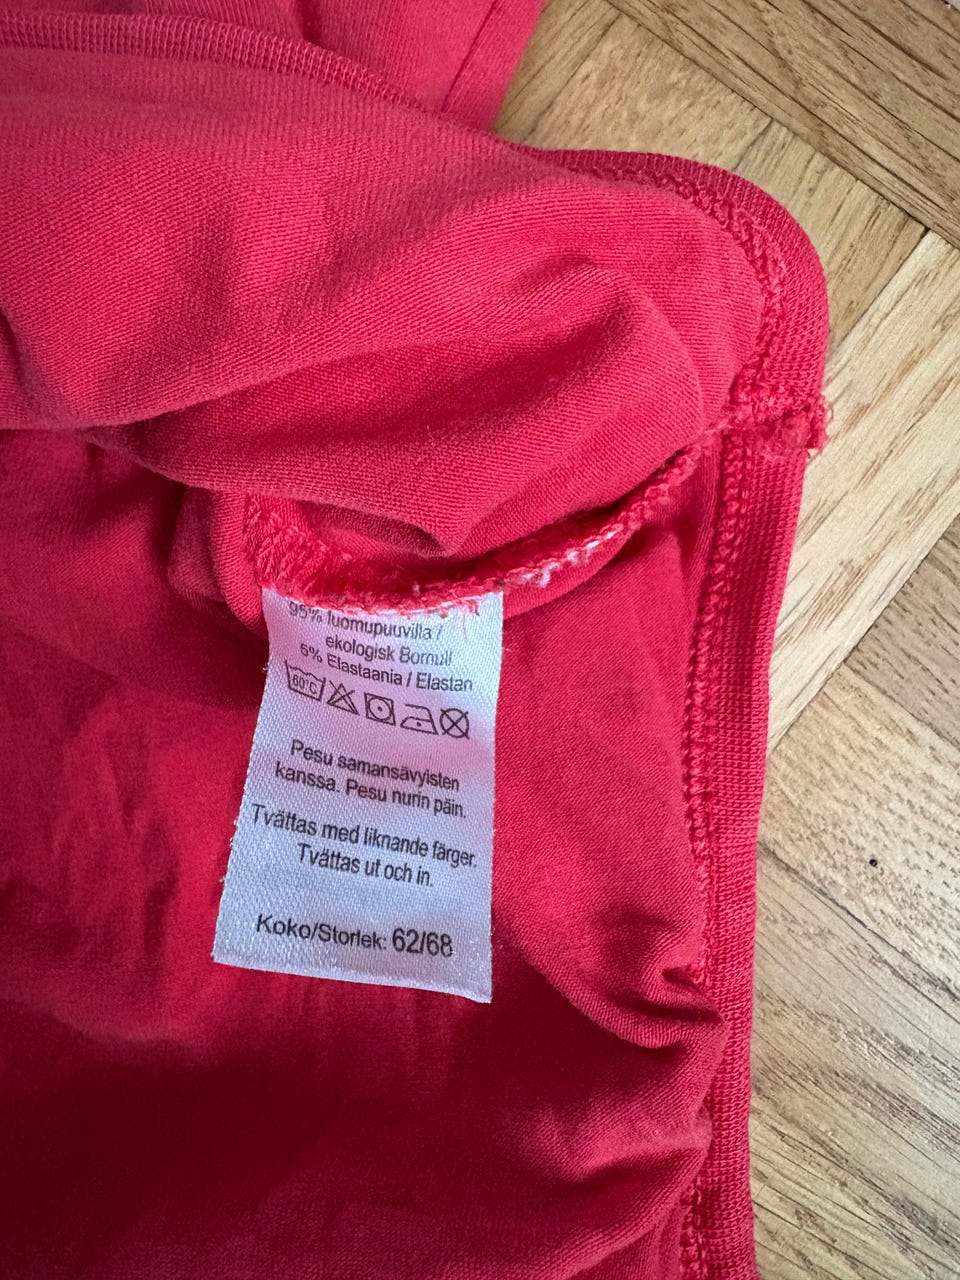 95% luomupuuvilla /
ekologisk Bomull
5% Elastaania / Elastan
60°C
Pesu samansävyisten
kanssa. Pesu nurin päin.
Tvättas med liknande färger.
Tvättas ut och in.
Koko/Storlek: 62/68